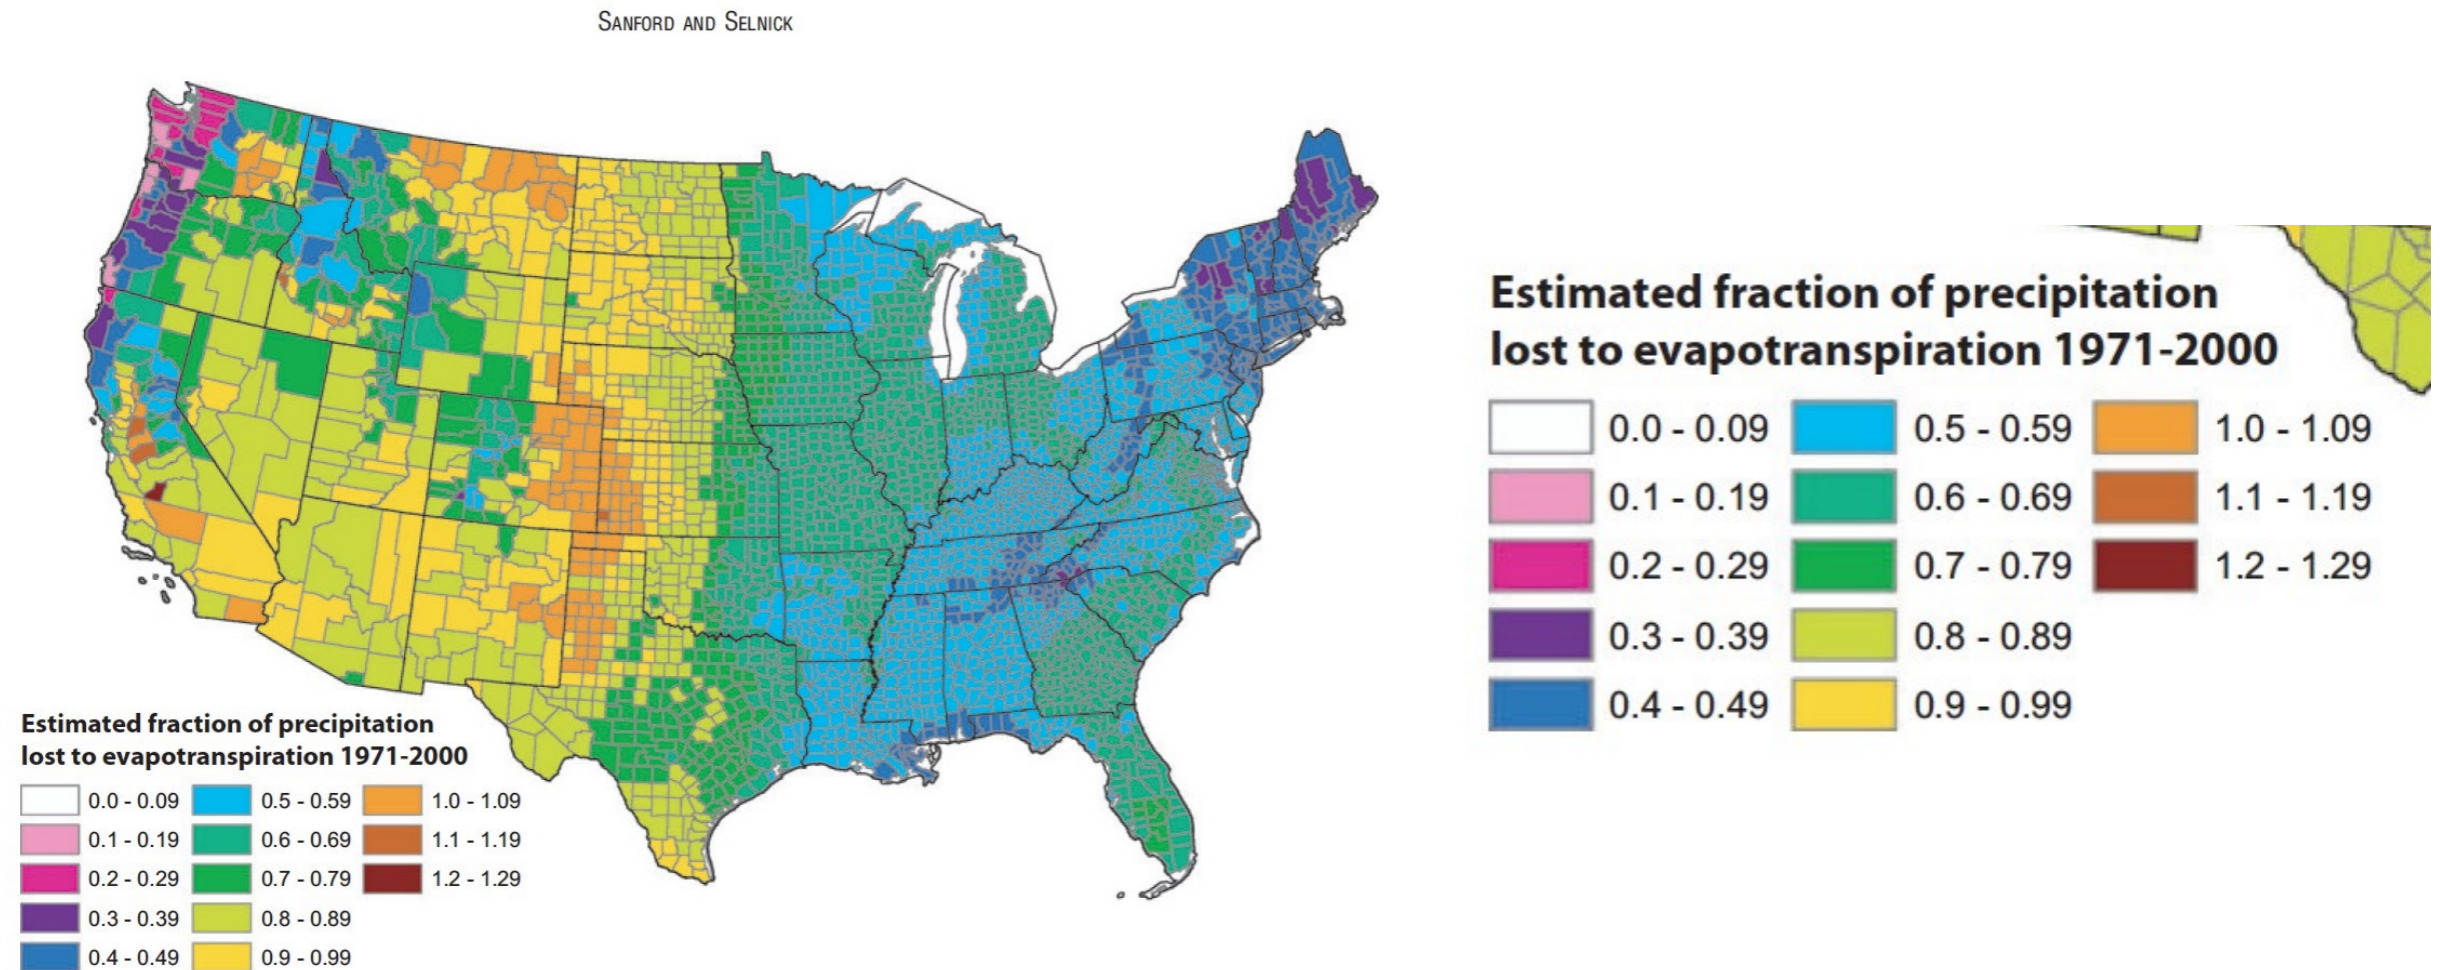 SANFORD AND SELNICK
Estimated fraction of precipitation
lost to evapotranspiration 1971-2000
0.0 - 0.09 0.5 - 0.59 1.0 - 1.09
0.1 - 0.19 0.6 - 0.69 1.1 - 1.19
0.2 - 0.29 0.7 - 0.79 1.2 - 1.29
0.3 - 0.39 0.8 - 0.89
0.4 - 0.49 0.9 - 0.99
Estimated fraction of precipitation
lost to evapotranspiration 1971-2000
0.0 - 0.09 0.5 - 0.59 1.0 - 1.09
0.1 - 0.19 0.6 - 0.69 1.1 - 1.19
0.2 - 0.29 0.7 - 0.79 1.2 - 1.29
0.3 - 0.39 0.8 - 0.89
0.4 - 0.49 0.9 - 0.99